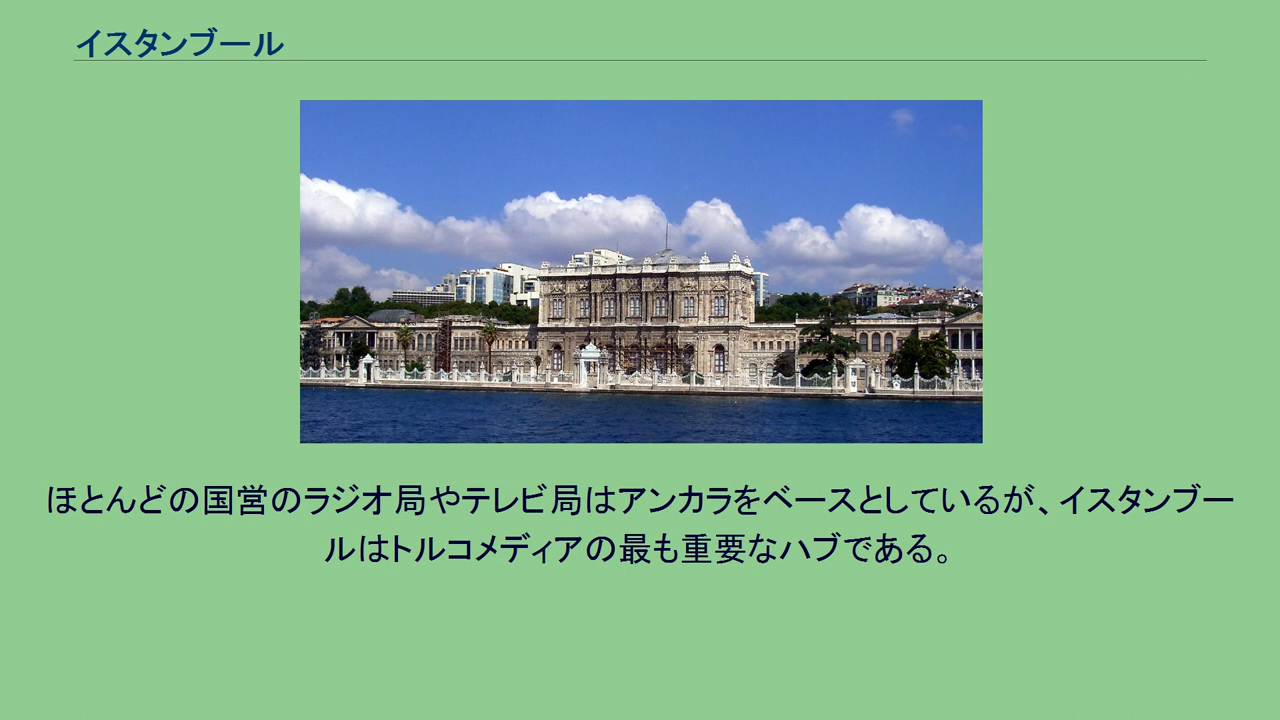 イスタンブール
ほとんどの国営のラジオ局やテレビ局はアンカラをベースとしているが、イスタンブー
ルはトルコメディアの最も重要なハブである。